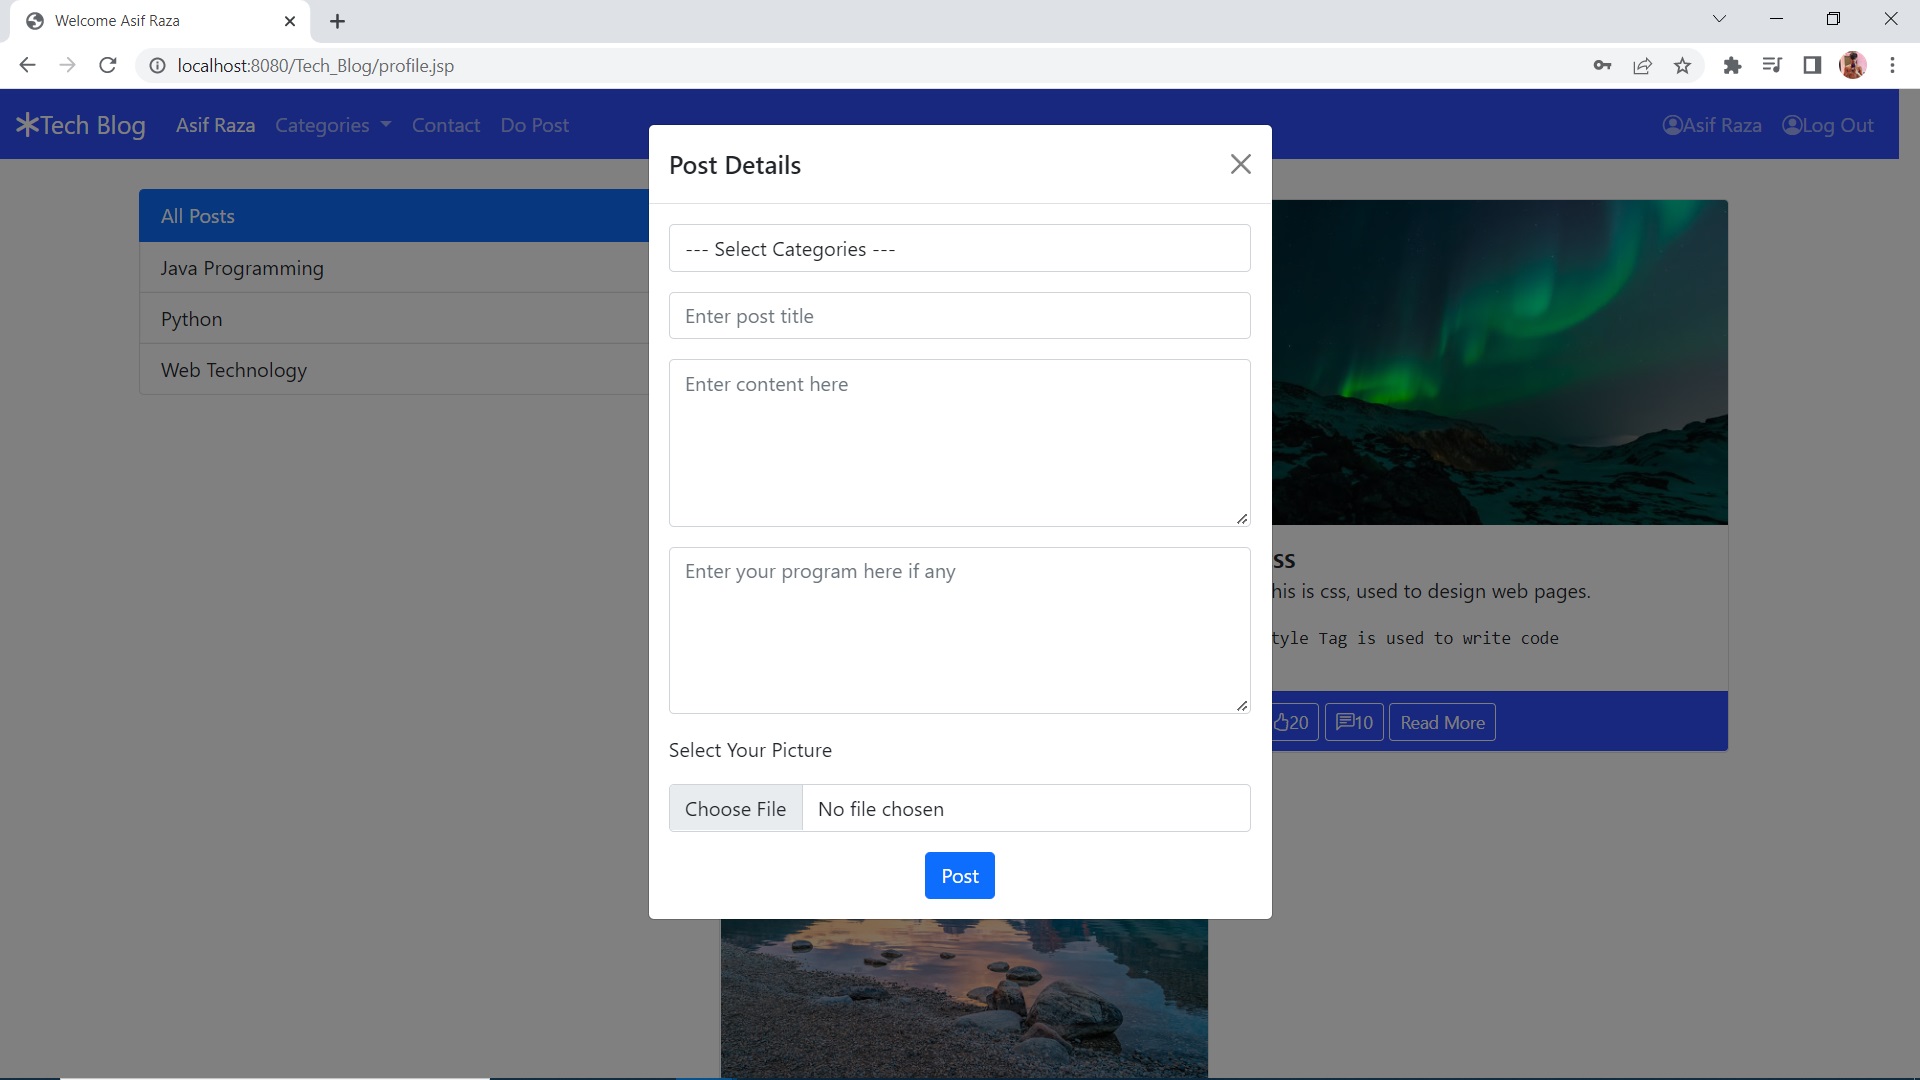 Welcome Asif Raza
localhost:8080/Tech_Blog/profile.jsp
Tech Blog Asif Raza Categories Contact Do Post Asif Raza Log Out
All Posts
Java Programming
Python
Web Technology
Post Details
--- Select Categories ---
Enter post title
Enter content here
Enter your program here if any
Select Your Picture
Choose File No file chosen
Post
ss
his is css, used to design web pages.
tyle Tag is used to write code
20 10 Read More